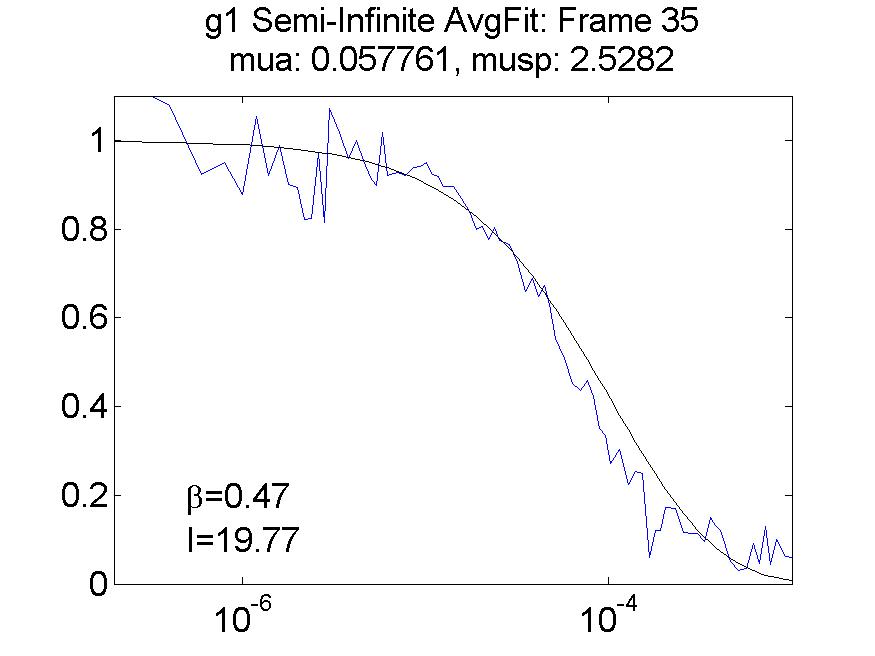 g1 Semi-Infinite AvgFit: Frame 35
mua: 0.057761, musp: 2.5282
1
0.8
0.6
0.4
0.2
0
β=0.47
I=19.77
10^-6
10^-4